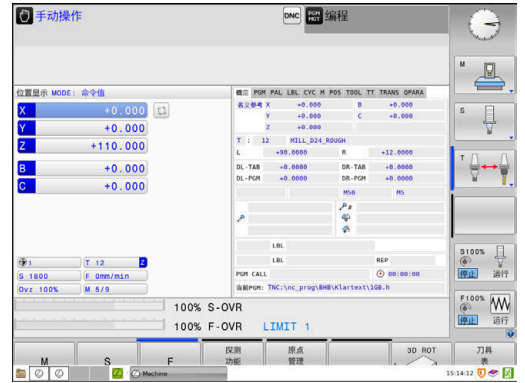 手动操作
DNC
PGM MGT
编程
位置显示 MODE: 命令值
X +0.000
Y +0.000
Z +110.000
B +0.000
C +0.000
概览 PGM PAL LBL CYC M POS TOOL TT TRANS QPARA
名义参考 X +0.000 B +0.000
Y +0.000 C +0.000
Z +0.000
T : 12 MILL_D24_ROUGH
L +90.0000 R +12.0000
DL-TAB +0.0000 DR-TAB +0.0000
DL-PGM +0.0000 DR-PGM +0.0000
M50 M5
P#
LBL
LBL REP
PGM CALL 00:00:00
当前PGM: TNC:\nc_prog\BHB\Klartext\1GB.h
1 T 12 Z
S 1800 F 0mm/min
Ovr 100% M 5/9
100% S-OVR
100% F-OVR LIMIT 1
M
S
F
探测 功能
原点 管理
3D ROT
刀具 表
M
S
T
S100%
停止 运行
F100%
停止 运行
Machine
15:14:12